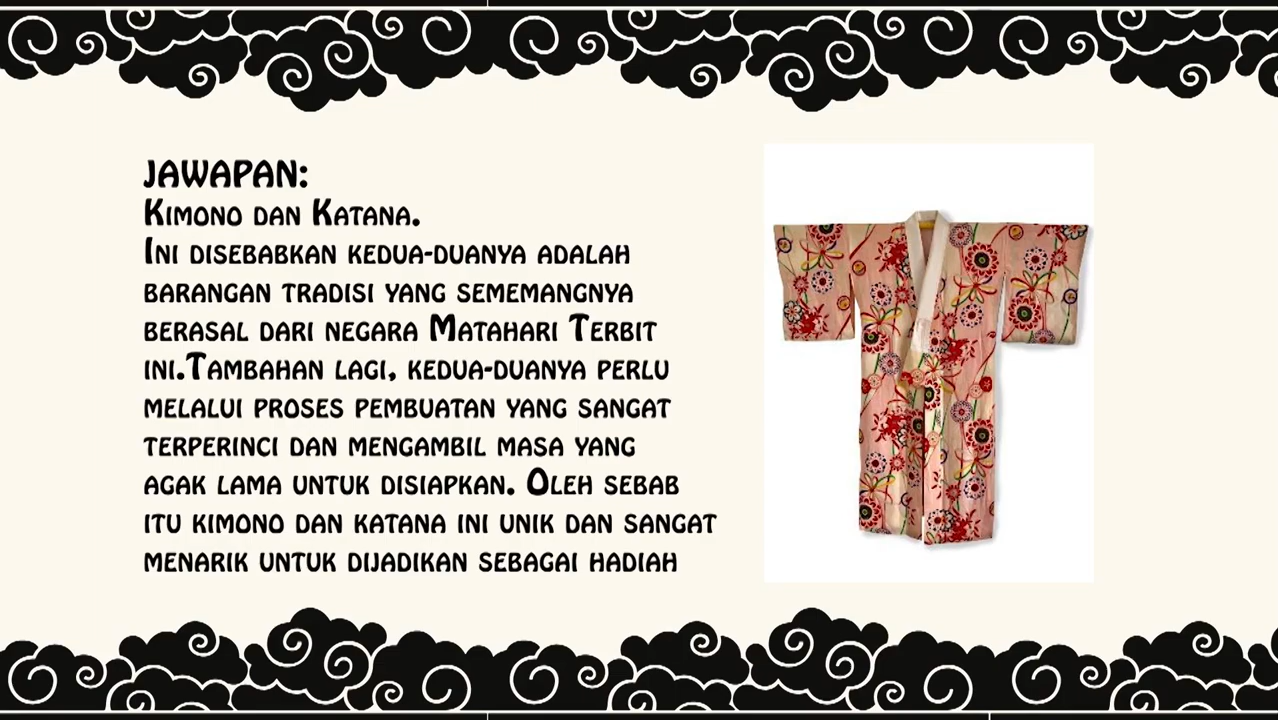 JAWAPAN:
Kimono dan Katana.
Ini disebabkan kedua-duanya adalah
barangan tradisi yang sememangnya
berasal dari negara Matahari Terbit
ini.Tambahan lagi, kedua-duanya perlu
melalui proses pembuatan yang sangat
terperinci dan mengambil masa yang
agak lama untuk disiapkan. Oleh sebab
itu kimono dan katana ini unik dan sangat
menarik untuk dijadikan sebagai hadiah